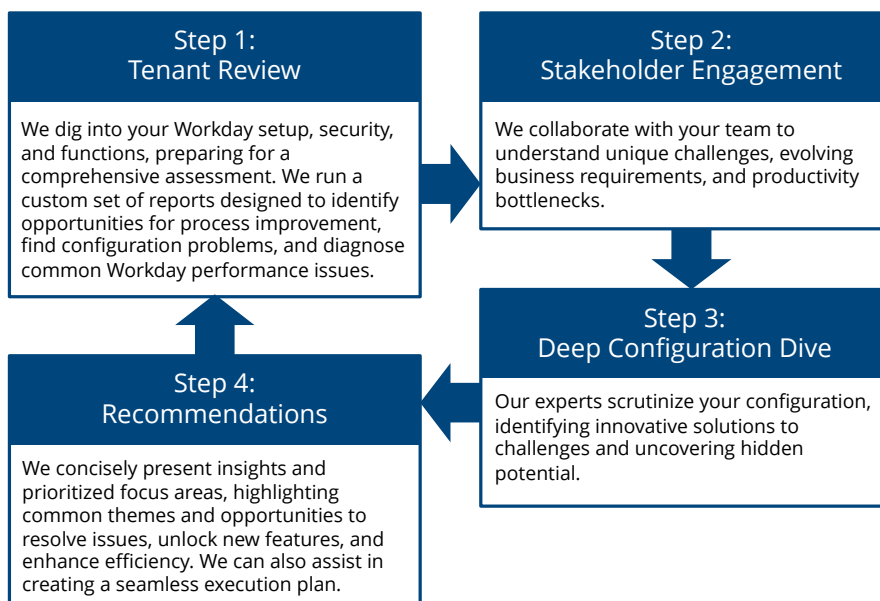 Step 1:
Tenant Review
We dig into your Workday setup, security,
and functions, preparing for a
comprehensive assessment. We run a
custom set of reports designed to identify
opportunities for process improvement,
find configuration problems, and diagnose
common Workday performance issues.
Step 2:
Stakeholder Engagement
We collaborate with your team to
understand unique challenges, evolving
business requirements, and productivity
bottlenecks.
Step 3:
Deep Configuration Dive
Our experts scrutinize your configuration,
identifying innovative solutions to
challenges and uncovering hidden
potential.
Step 4:
Recommendations
We concisely present insights and
prioritized focus areas, highlighting
common themes and opportunities to
resolve issues, unlock new features, and
enhance efficiency. We can also assist in
creating a seamless execution plan.